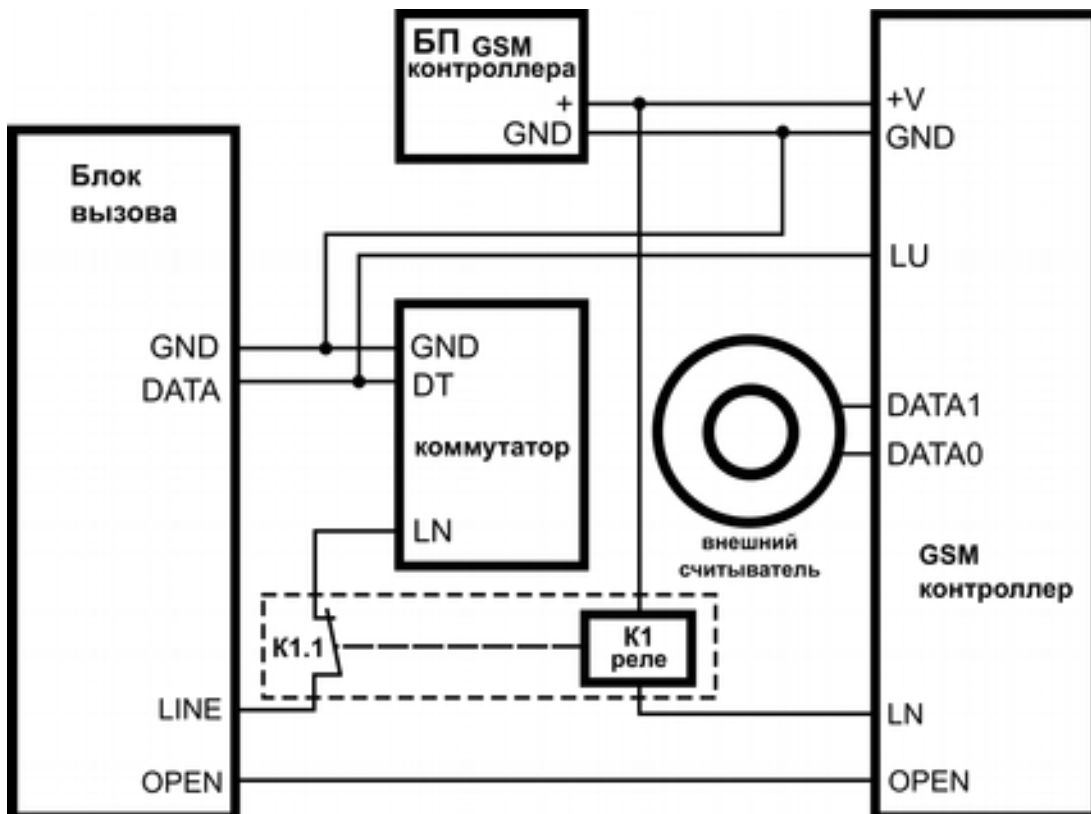 БП GSM
контроллера
+
GND
+V
GND
Блок
вызова
LU
GND
DATA
GND
DT
коммутатор
LN
DATA1
DATA0
внешний
считыватель
GSM
контроллер
K1.1
K1
реле
LINE
LN
OPEN
OPEN